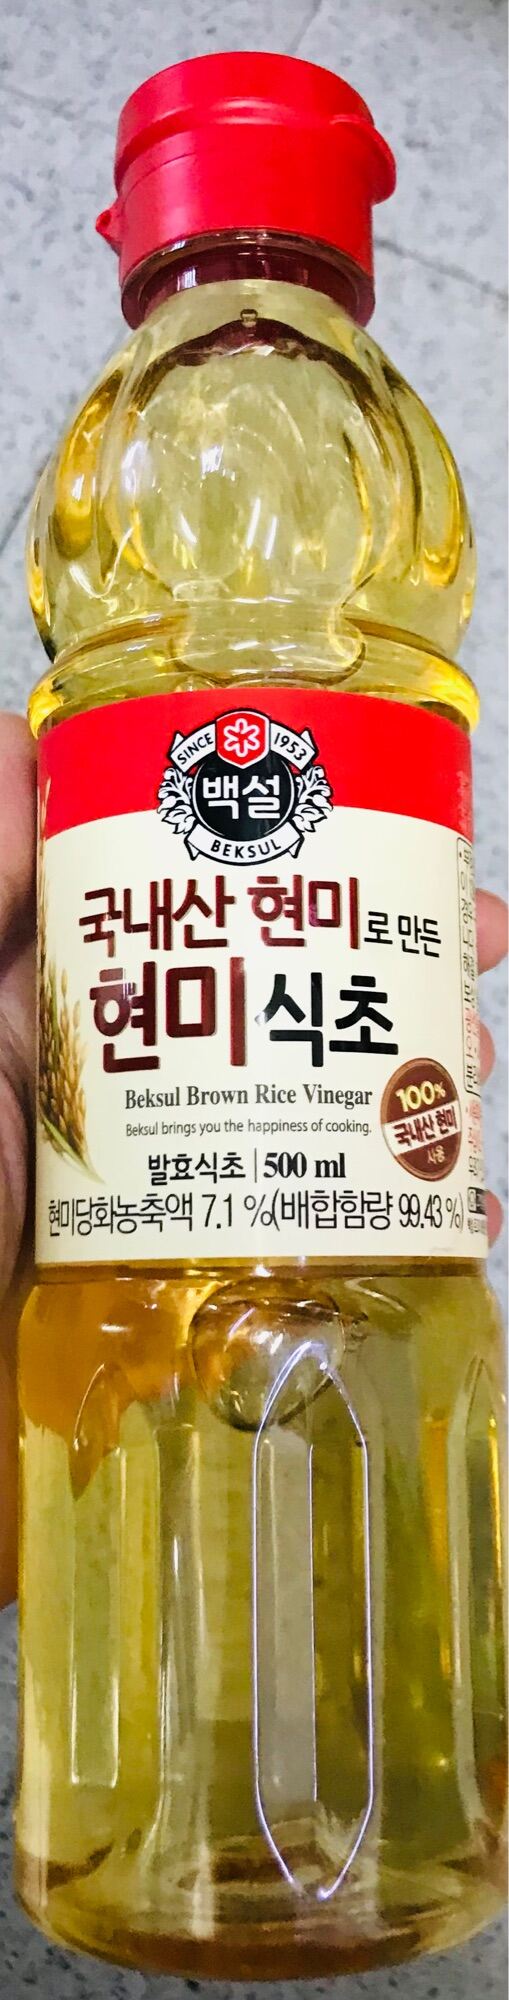 SINCE 1953
백설
BEKSUL
국내산 현미로 만든
현미식초
Beksul Brown Rice Vinegar
Beksul brings you the happiness of cooking.
100%
국내산 현미
사용
발효식초 | 500 ml
현미당화농축액 7.1 %(배합함량 99.43 %)